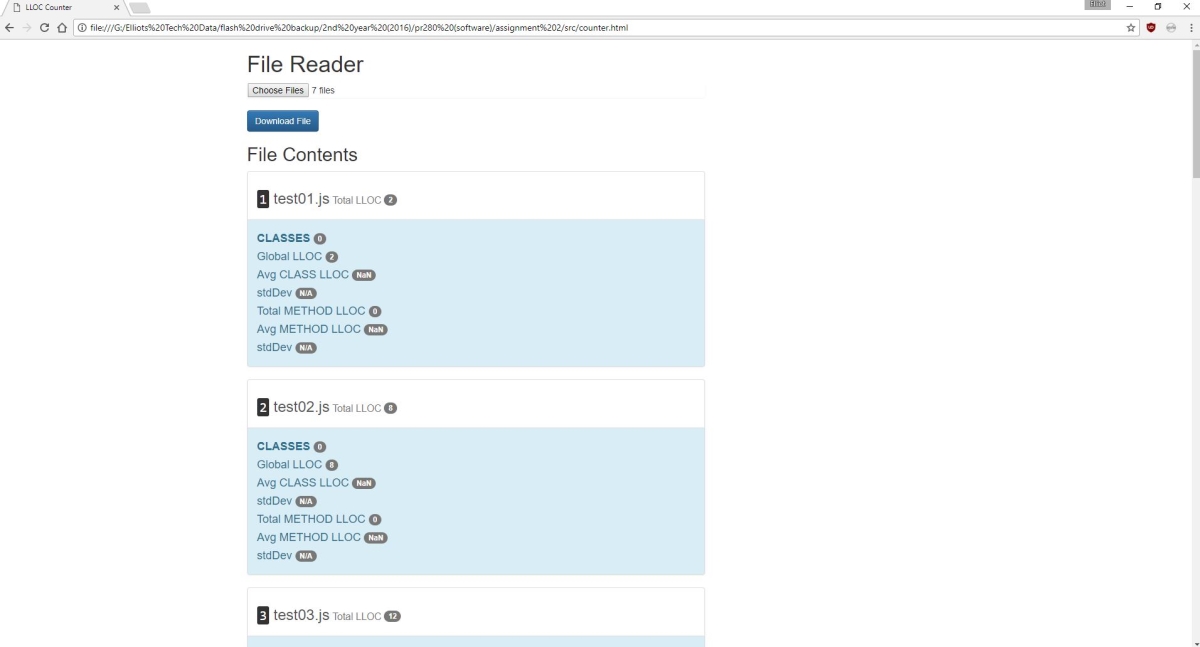 LLOC Counter
Elliot
file:///G:/Elliots%20Tech%20Data/flash%20drive%20backup/2nd%20year%20(2016)/pr280%20(software)/assignment%202/src/counter.html
File Reader
Choose Files 7 files
Download File
File Contents
1 test01.js Total LLOC 2
CLASSES 0
Global LLOC 2
Avg CLASS LLOC NaN
stdDev N/A
Total METHOD LLOC 0
Avg METHOD LLOC NaN
stdDev N/A
2 test02.js Total LLOC 8
CLASSES 0
Global LLOC 8
Avg CLASS LLOC NaN
stdDev N/A
Total METHOD LLOC 0
Avg METHOD LLOC NaN
stdDev N/A
3 test03.js Total LLOC 12